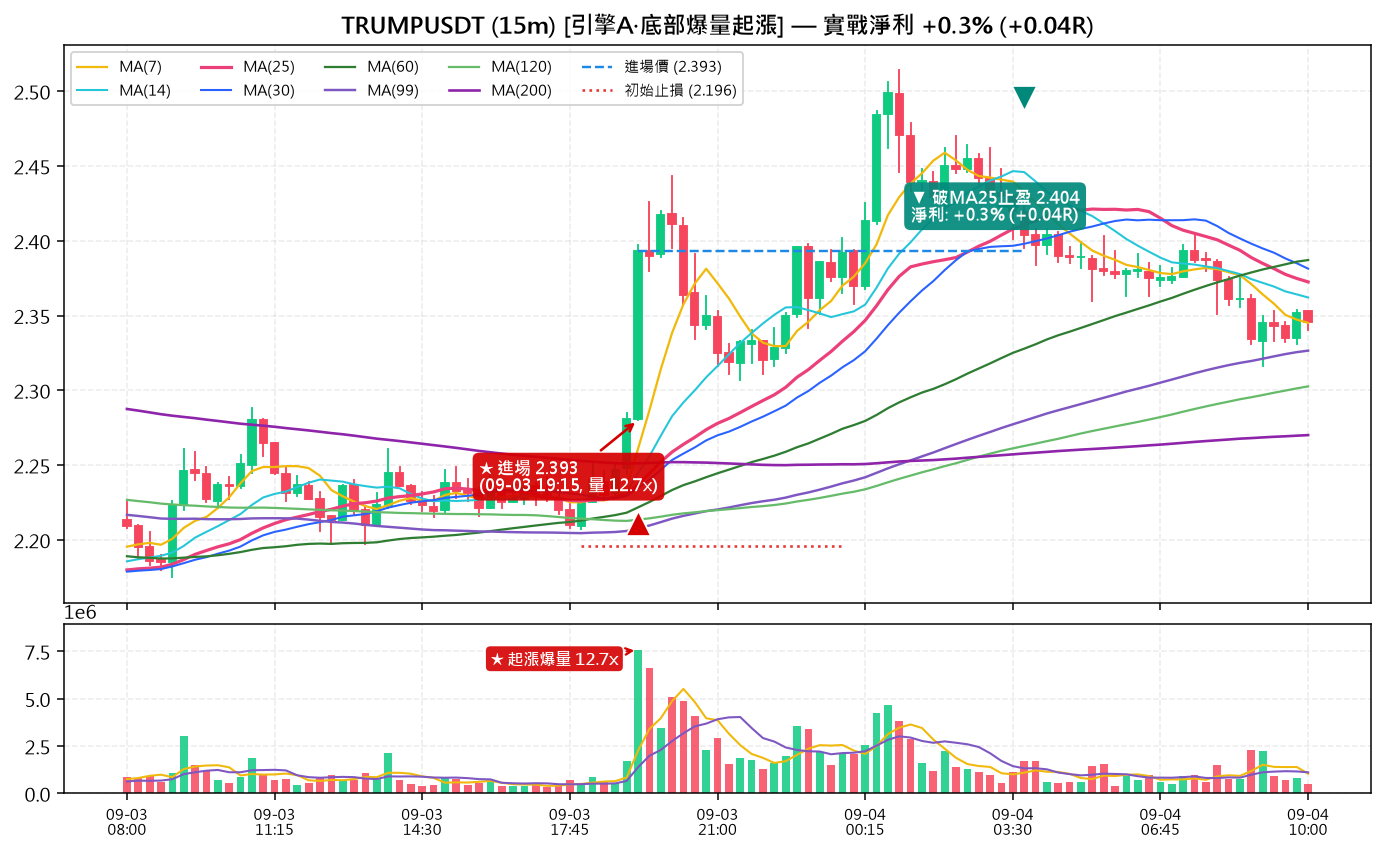 TRUMPUSDT (15m) [引擎A·底部爆量起漲] — 實戰淨利 +0.3% (+0.04R)
MA(7) MA(25) MA(60) MA(120) 進場價 (2.393)
MA(14) MA(30) MA(99) MA(200) 初始止損 (2.196)
2.50
2.45
2.40
2.35
2.30
2.25
2.20
▼ 破MA25止盈 2.404
淨利: +0.3% (+0.04R)
★ 進場 2.393
(09-03 19:15, 量 12.7x)
1e6
7.5
5.0
2.5
0.0
★ 起漲爆量 12.7x
09-03 09-03 09-03 09-03 09-03 09-04 09-04 09-04 09-04
08:00 11:15 14:30 17:45 21:00 00:15 03:30 06:45 10:00